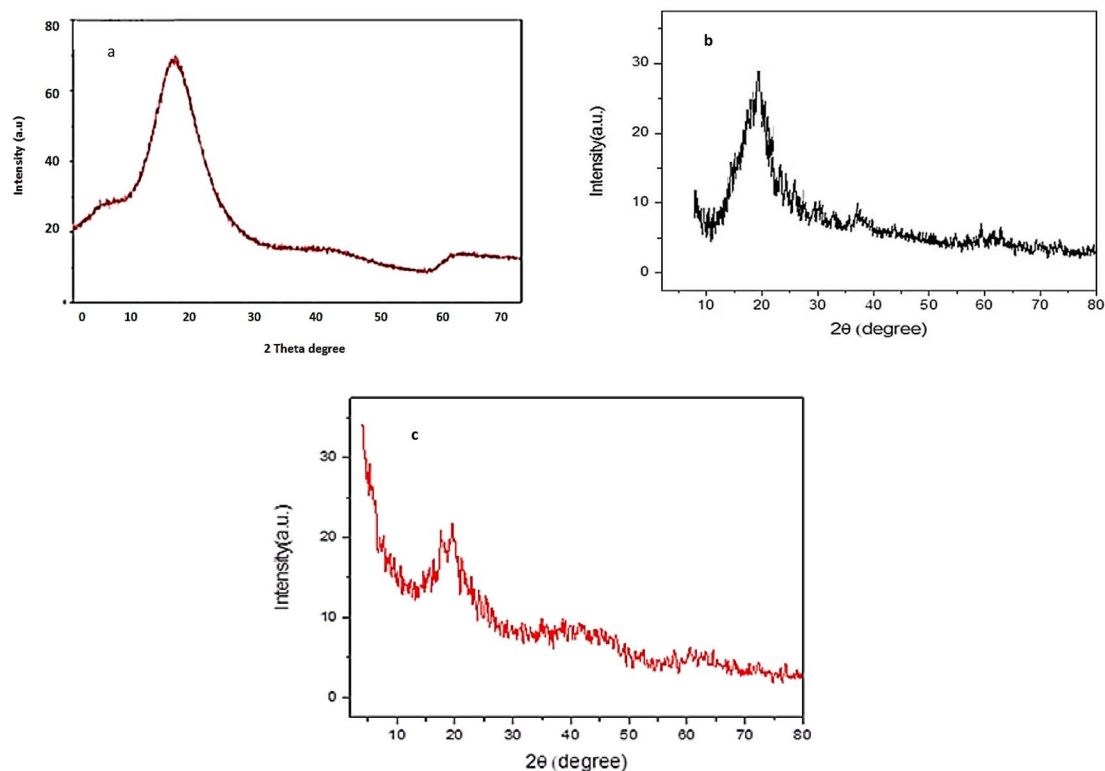 a
80
60
40
20
Intensity (a.u)
0 10 20 30 40 50 60 70
2 Theta degree
b
30
20
10
0
Intensity(a.u.)
10 20 30 40 50 60 70 80
2θ (degree)
c
30
20
10
0
Intensity(a.u.)
10 20 30 40 50 60 70 80
2θ (degree)